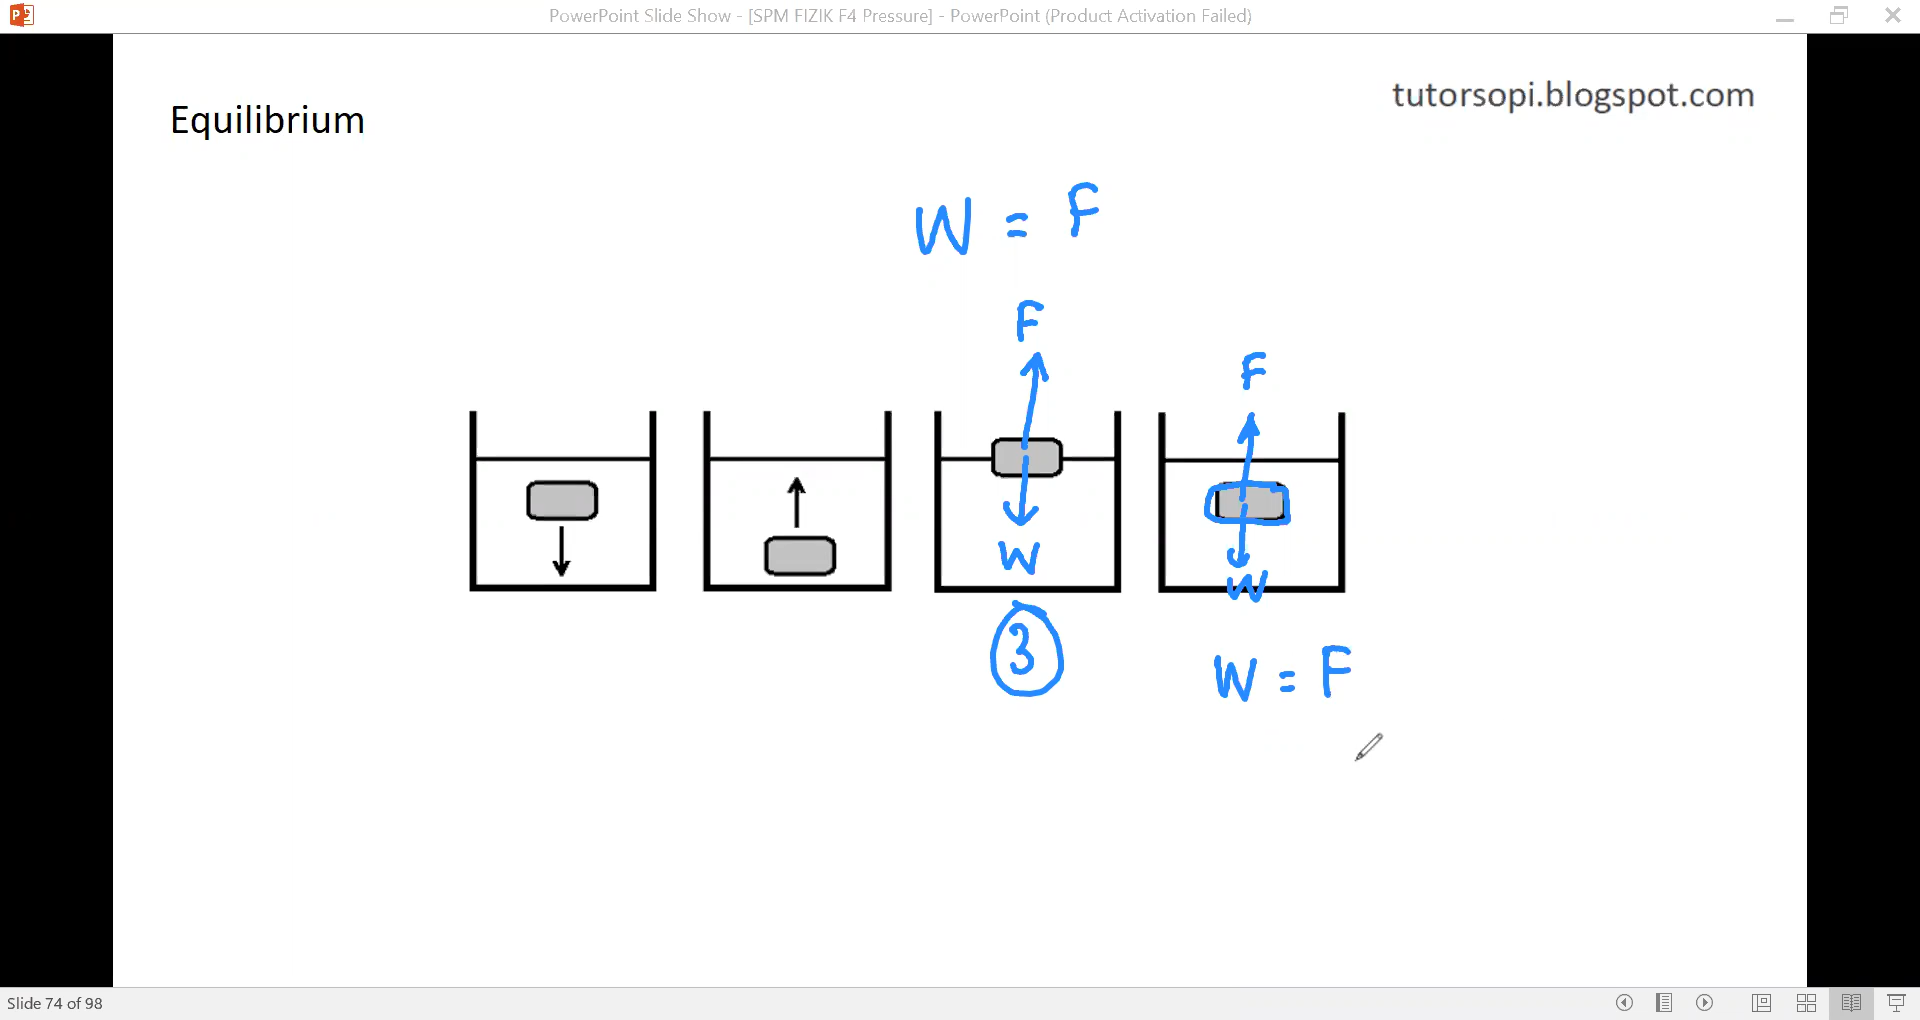 PowerPoint Slide Show - [SPM FIZIK F4 Pressure] - PowerPoint (Product Activation Failed)
tutorsopi.blogspot.com
Equilibrium
W = F
F
F
W
W
3
W = F
Slide 74 of 98